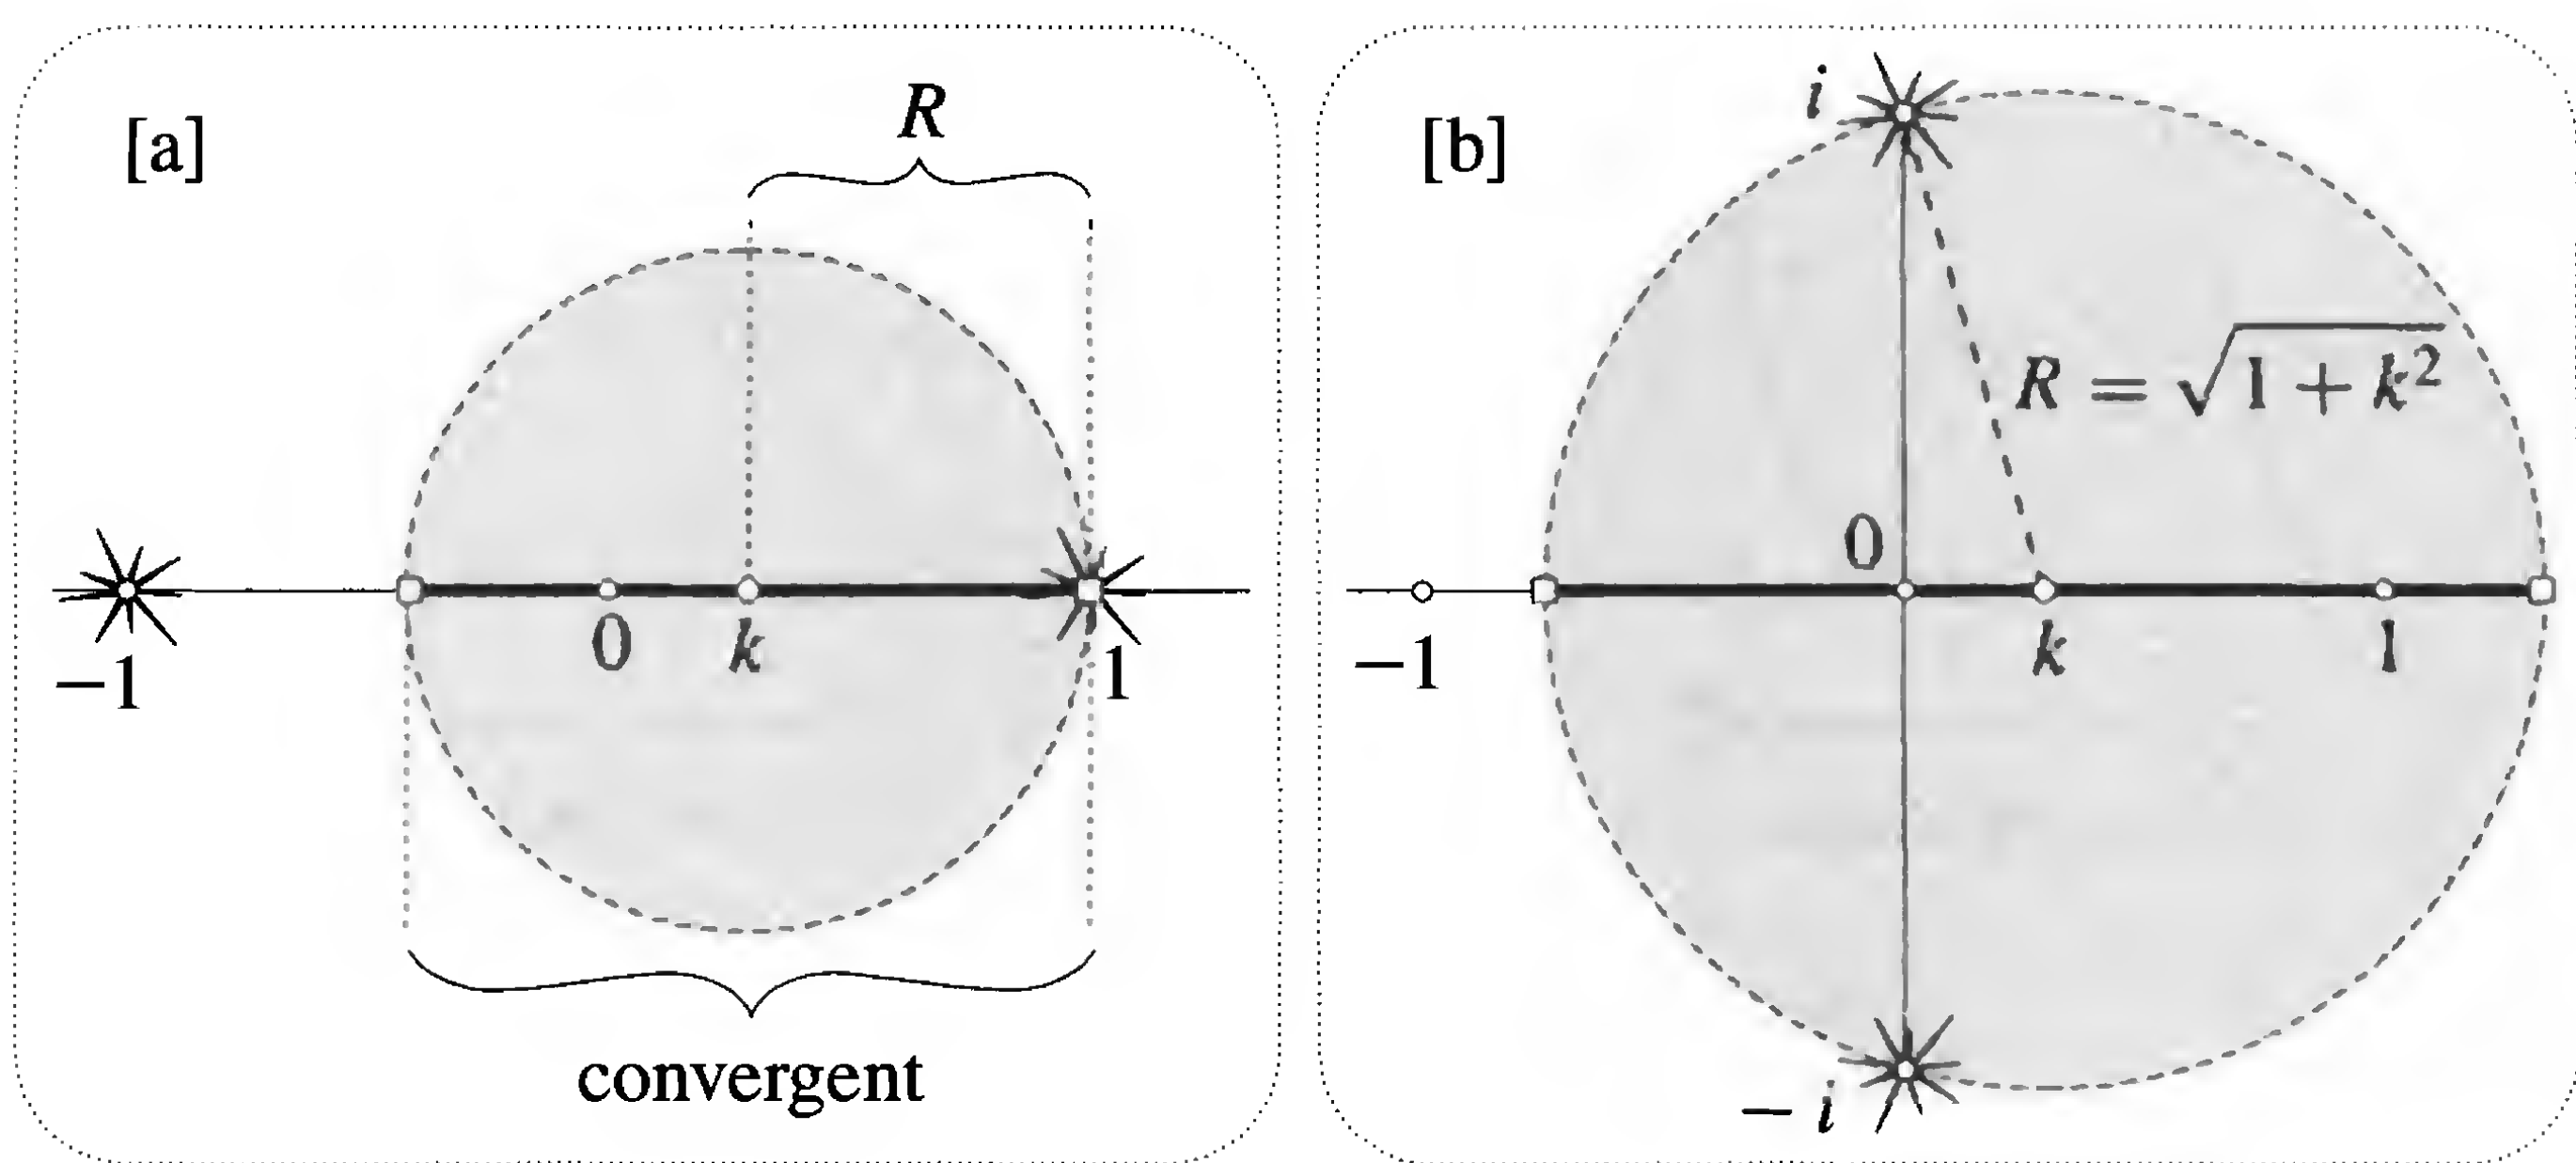 [a]
R
−1
0
k
1
convergent
[b]
i
R = √1 + k²
0
−1
k
1
− i